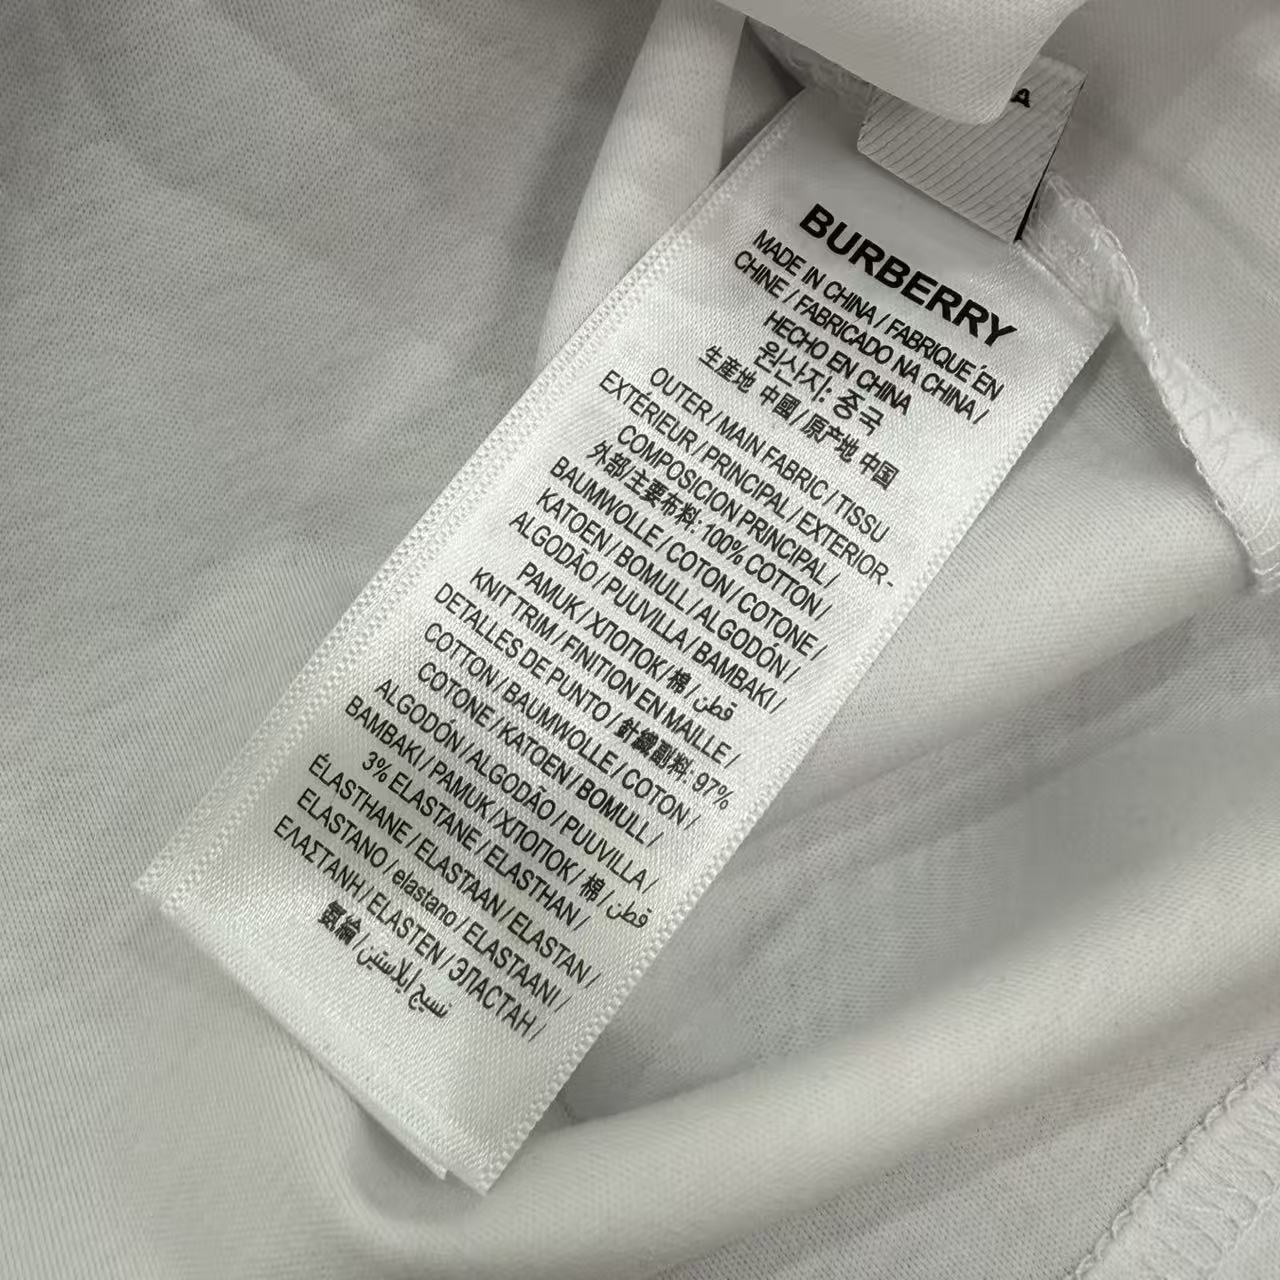 A
BURBERRY
MADE IN CHINA / FABRIQUÉ EN
CHINE / FABRICADO NA CHINA /
HECHO EN CHINA
원산지: 중국
生産地 中國 / 原产地 中国
OUTER / MAIN FABRIC / TISSU
EXTÉRIEUR / PRINCIPAL / EXTERIOR-
COMPOSICION PRINCIPAL /
外部/主要布料: 100% COTTON /
BAUMWOLLE / COTON / COTONE /
KATOEN / BOMULL / ALGODÓN /
ALGODÃO / PUUVILLA / BAMBAKI /
PAMUK / ХЛОПОК / 棉 / قطن
KNIT TRIM / FINITION EN MAILLE /
DETALLES DE PUNTO / 針織副料: 97%
COTTON / BAUMWOLLE / COTON /
COTONE / KATOEN / BOMULL /
ALGODÓN / ALGODÃO / PUUVILLA /
BAMBAKI / PAMUK / ХЛОПОК / 棉 / قطن
3% ELASTANE / ELASTHAN /
ÉLASTHANE / ELASTAAN / ELASTAN /
ELASTANO / elastano / ELASTAANI /
ΕΛΑΣΤΑΝΗ / ELASTEN / ЭЛАСТАН /
氨綸 / نسيج إيلاستين